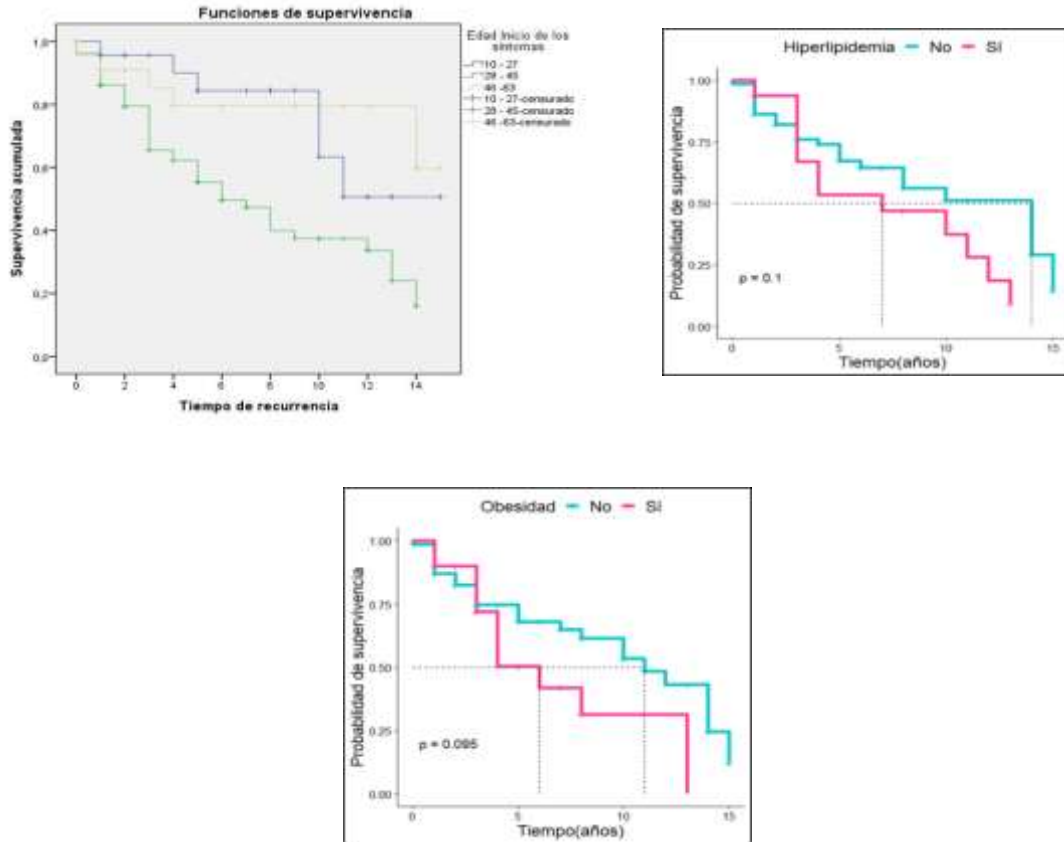 Funciones de supervivencia
Edad Inicio de los
síntomas
10 - 27
28 - 45
46 -63
10 - 27-censurado
28 - 45-censurado
46 - 63-censurado
Supervivencia acumulada
1,0
0,8
0,6
0,4
0,2
0,0
0 2 4 6 8 10 12 14
Tiempo de recurrencia
Hiperlipidemia No SI
Probabilidad de supervivencia
1.00
0.75
0.50
0.25
0.00
p = 0.1
0 5 10 15
Tiempo(años)
Obesidad No SI
Probabilidad de supervivencia
1.00
0.75
0.50
0.25
0.00
p = 0.095
0 5 10 15
Tiempo(años)